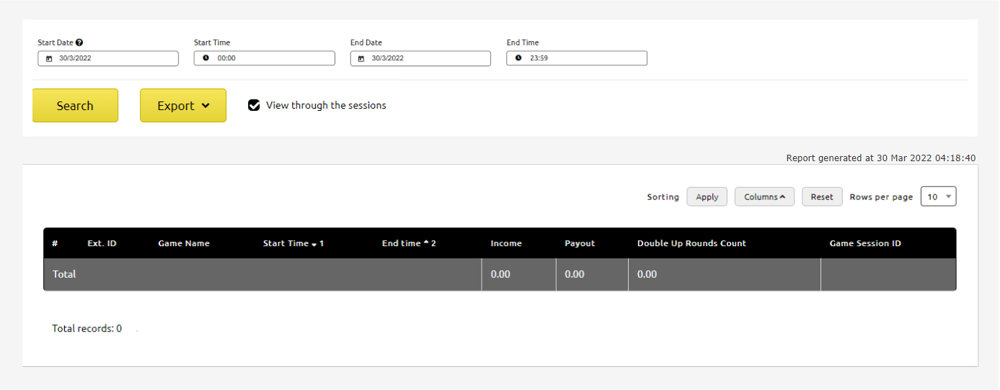 Start Date Start Time End Date End Time
30/3/2022 00:00 30/3/2022 23:59
Search Export View through the sessions
Report generated at 30 Mar 2022 04:18:40
Sorting Apply Columns Reset Rows per page 10
# Ext. ID Game Name Start Time 1 End time 2 Income Payout Double Up Rounds Count Game Session ID
Total 0.00 0.00 0.00
Total records: 0